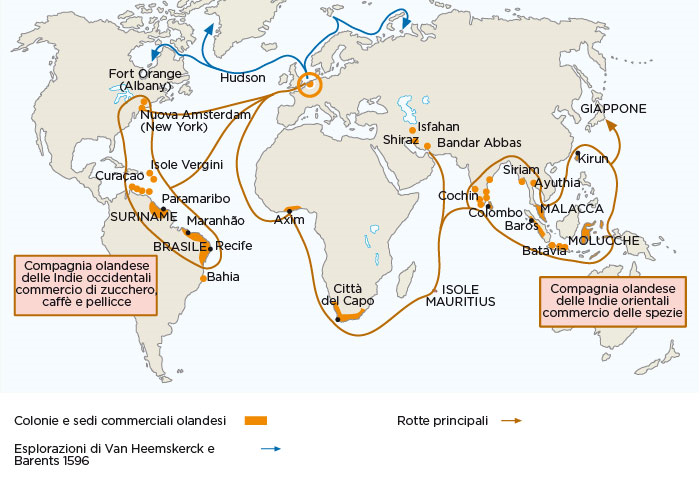 Hudson
Fort Orange
(Albany)
Nuova Amsterdam
(New York)
Isole Vergini
Curaçao
Paramaribo
SURINAME
Maranhão
BRASILE
Recife
Bahia
Compagnia olandese
delle Indie occidentali
commercio di zucchero,
caffè e pellicce
Axim
Città
del Capo
ISOLE
MAURITIUS
Isfahan
Shiraz
Bandar Abbas
GIAPPONE
Kirun
Siriam
Ayuthia
Cochin
Colombo
MALACCA
Baros
Batavia
MOLUCCHE
Compagnia olandese
delle Indie orientali
commercio delle spezie
Colonie e sedi commerciali olandesi
Rotte principali
Esplorazioni di Van Heemskerck e
Barents 1596